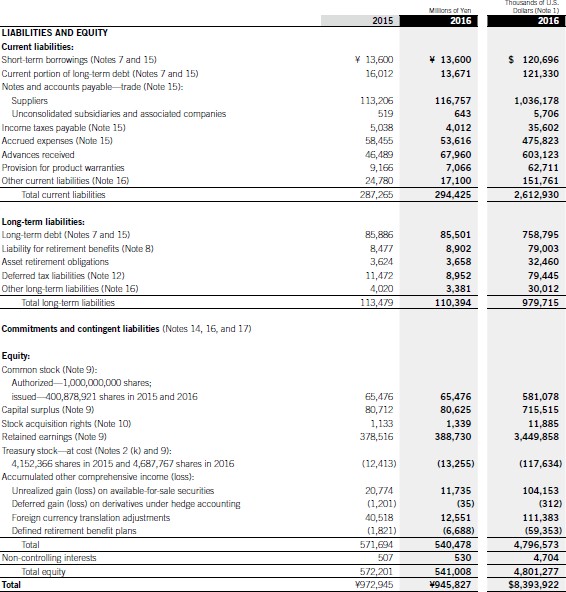 Thousands of U.S.
Millions of Yen Dollars (Note 1)
2015 2016 2016
LIABILITIES AND EQUITY
Current liabilities:
Short-term borrowings (Notes 7 and 15) ¥ 13,600 ¥ 13,600 $ 120,696
Current portion of long-term debt (Notes 7 and 15) 16,012 13,671 121,330
Notes and accounts payable—trade (Note 15):
Suppliers 113,206 116,757 1,036,178
Unconsolidated subsidiaries and associated companies 519 643 5,706
Income taxes payable (Note 15) 5,038 4,012 35,602
Accrued expenses (Note 15) 58,455 53,616 475,823
Advances received 46,489 67,960 603,123
Provision for product warranties 9,166 7,066 62,711
Other current liabilities (Note 16) 24,780 17,100 151,761
Total current liabilities 287,265 294,425 2,612,930
Long-term liabilities:
Long-term debt (Notes 7 and 15) 85,886 85,501 758,795
Liability for retirement benefits (Note 8) 8,477 8,902 79,003
Asset retirement obligations 3,624 3,658 32,460
Deferred tax liabilities (Note 12) 11,472 8,952 79,445
Other long-term liabilities (Note 16) 4,020 3,381 30,012
Total long-term liabilities 113,479 110,394 979,715
Commitments and contingent liabilities (Notes 14, 16, and 17)
Equity:
Common stock (Note 9):
Authorized—1,000,000,000 shares;
issued—400,878,921 shares in 2015 and 2016 65,476 65,476 581,078
Capital surplus (Note 9) 80,712 80,625 715,515
Stock acquisition rights (Note 10) 1,133 1,339 11,885
Retained earnings (Note 9) 378,516 388,730 3,449,858
Treasury stock—at cost (Notes 2 (k) and 9):
4,152,366 shares in 2015 and 4,687,767 shares in 2016 (12,413) (13,255) (117,634)
Accumulated other comprehensive income (loss):
Unrealized gain (loss) on available-for-sale securities 20,774 11,735 104,153
Deferred gain (loss) on derivatives under hedge accounting (1,201) (35) (312)
Foreign currency translation adjustments 40,518 12,551 111,383
Defined retirement benefit plans (1,821) (6,688) (59,353)
Total 571,694 540,478 4,796,573
Non-controlling interests 507 530 4,704
Total equity 572,201 541,008 4,801,277
Total ¥972,945 ¥945,827 $8,393,922